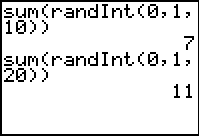 sum(randInt(0,1,
10))
7
sum(randInt(0,1,
20))
11